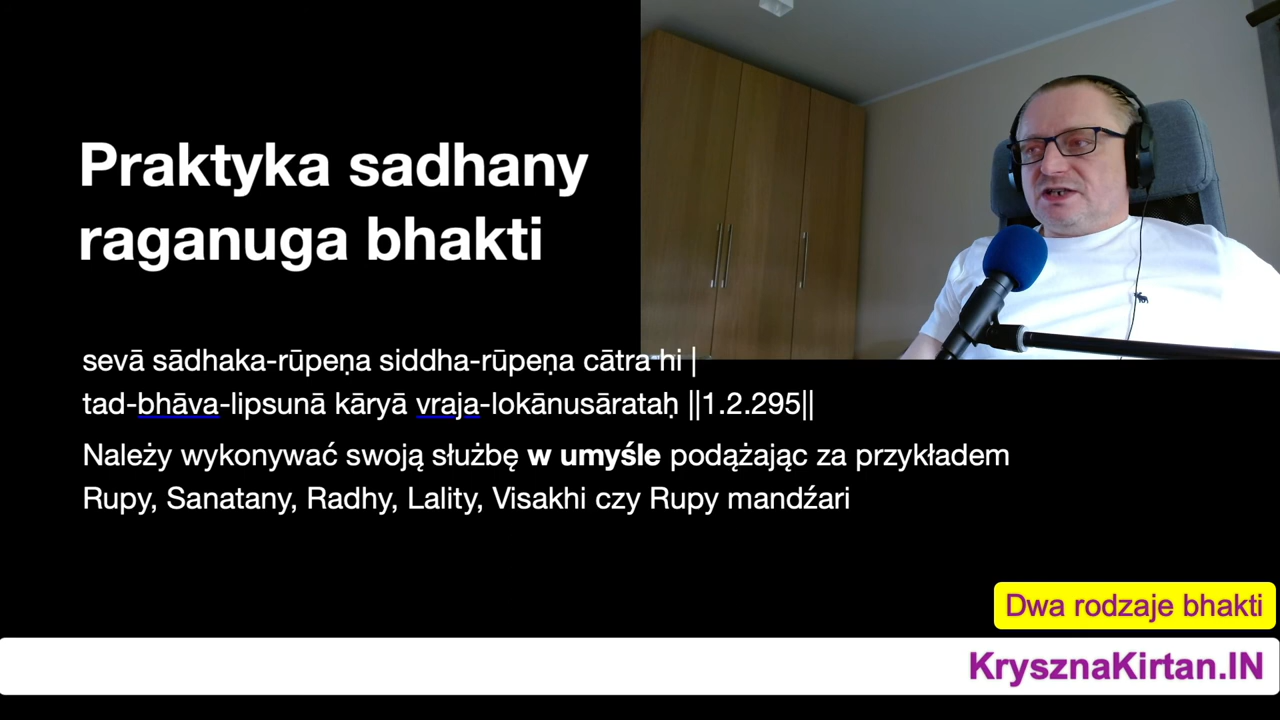 Praktyka sadhany
raganuga bhakti
sevā sādhaka-rūpeṇa siddha-rūpeṇa cātra hi |
tad-bhāva-lipsunā kāryā vraja-lokānusārataḥ ||1.2.295||
Należy wykonywać swoją służbę w umyśle podążając za przykładem
Rupy, Sanatany, Radhy, Lality, Visakhi czy Rupy mandźari
Dwa rodzaje bhakti
KrysznaKirtan.IN